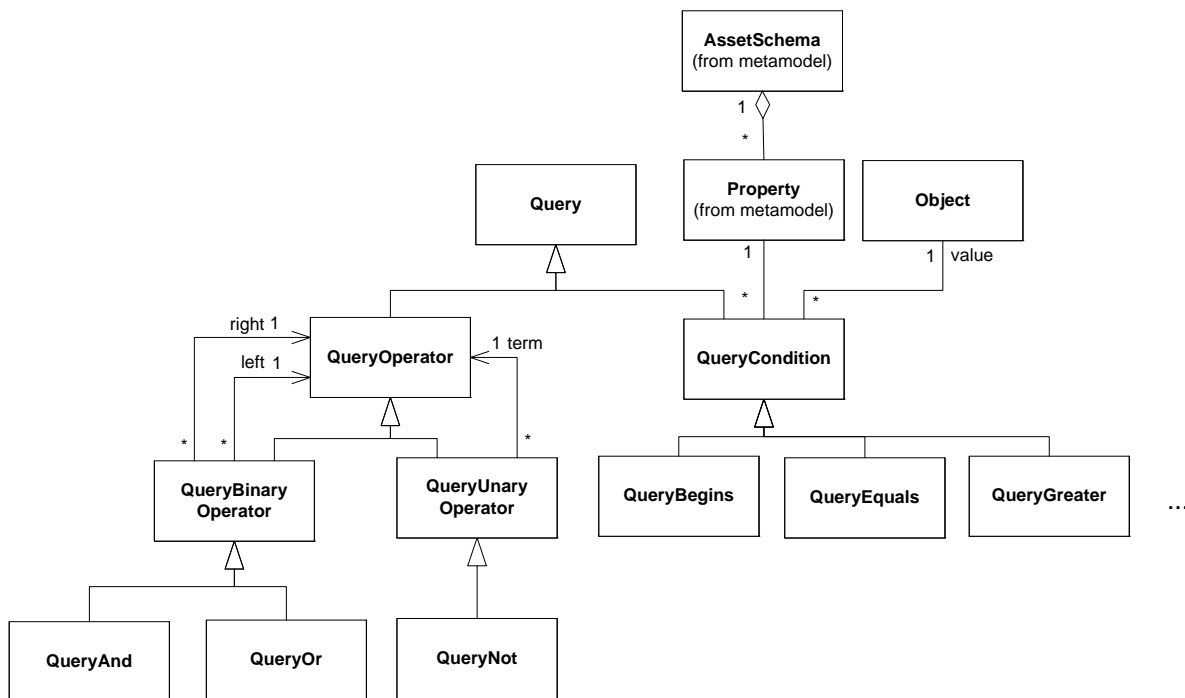 AssetSchema
(from metamodel)
1
*
Query
Property
(from metamodel)
Object
1
1 value
*
*
right 1
left 1
QueryOperator
1 term
QueryCondition
*
*
*
QueryBinary
Operator
QueryUnary
Operator
QueryBegins
QueryEquals
QueryGreater
...
QueryAnd
QueryOr
QueryNot